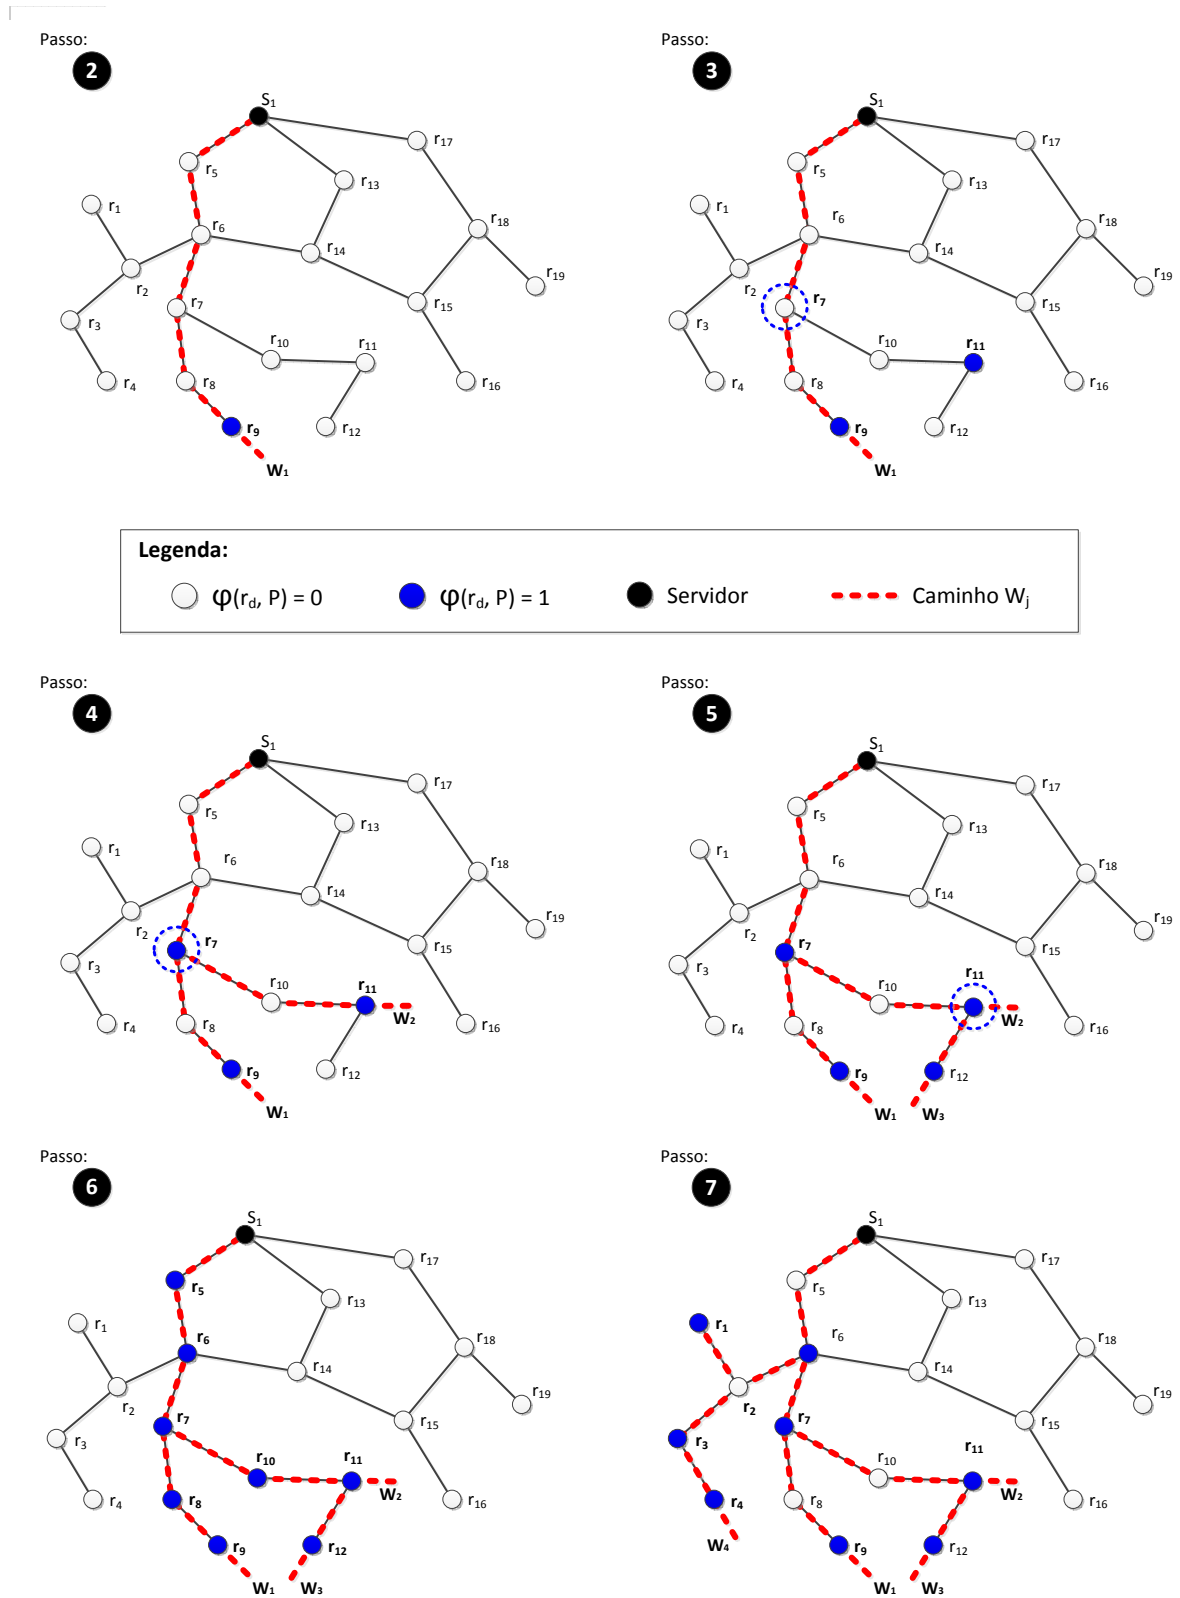 Passo:
2
S1
r17
r5
r13
r1
r6
r18
r14
r2
r19
r7
r15
r3
r10
r11
r4
r8
r16
r9
r12
W1
Passo:
3
S1
r17
r5
r13
r1
r6
r18
r14
r2
r7
r19
r15
r3
r10
r11
r4
r8
r16
r9
r12
W1
Legenda:
φ(rd, P) = 0
φ(rd, P) = 1
Servidor
Caminho Wj
Passo:
4
S1
r17
r5
r13
r1
r6
r18
r14
r2
r7
r19
r15
r3
r10
r11
W2
r4
r8
r16
r9
r12
W1
Passo:
5
S1
r17
r5
r13
r1
r6
r18
r14
r2
r7
r19
r15
r3
r10
r11
W2
r4
r8
r16
r9
r12
W1
W3
Passo:
6
S1
r17
r5
r13
r1
r6
r18
r14
r2
r19
r7
r15
r3
r10
r11
W2
r4
r8
r16
r9
r12
W1
W3
Passo:
7
S1
r17
r5
r13
r1
r6
r18
r14
r2
r19
r7
r15
r3
r10
r11
W2
r4
r8
r16
W4
r9
r12
W1
W3